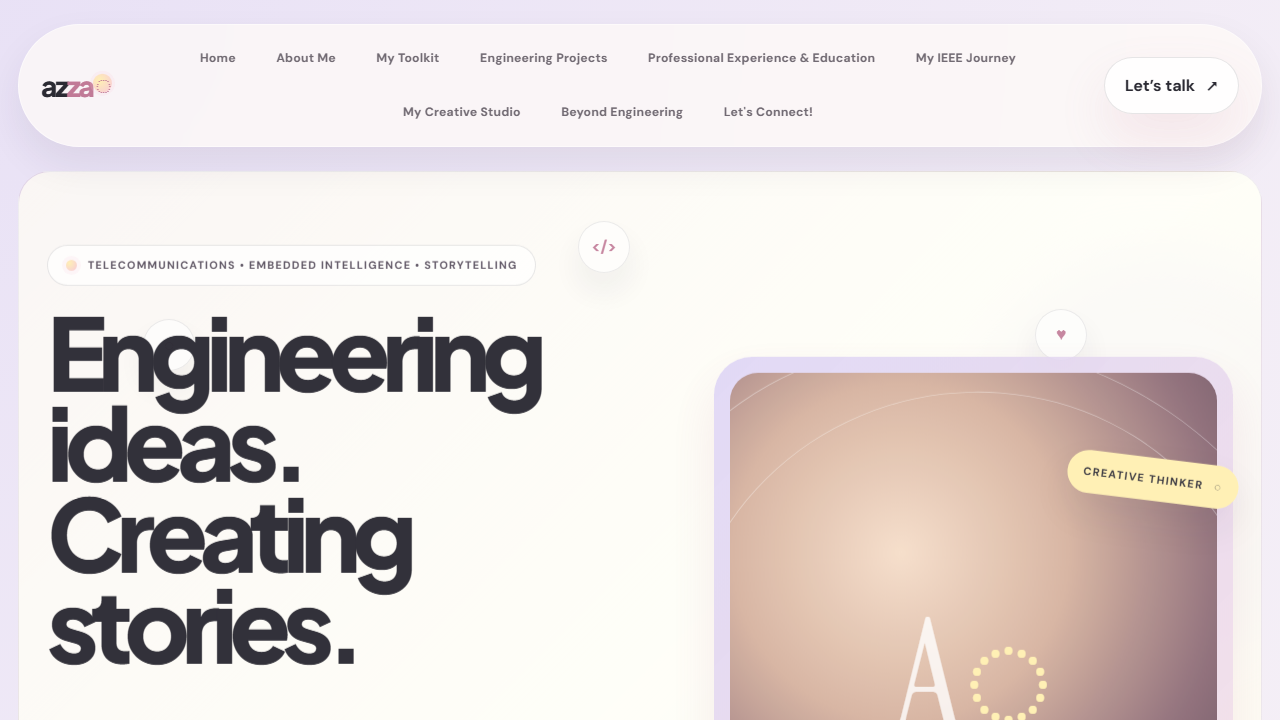 azza
Home About Me My Toolkit Engineering Projects Professional Experience & Education My IEEE Journey
My Creative Studio Beyond Engineering Let's Connect!
Let’s talk ↗
</>
TELECOMMUNICATIONS • EMBEDDED INTELLIGENCE • STORYTELLING
♥
Engineering
ideas.
Creating
stories.
CREATIVE THINKER
A